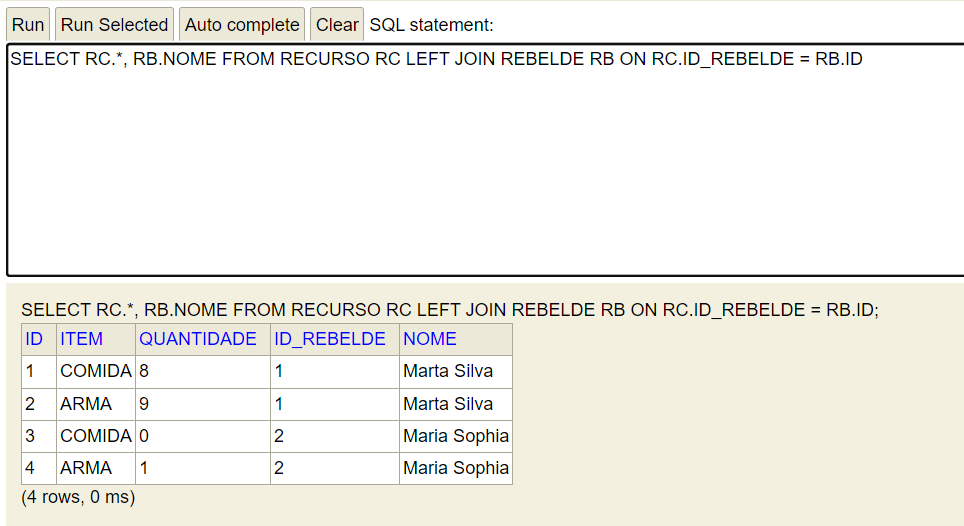 Run Run Selected Auto complete Clear SQL statement:
SELECT RC.*, RB.NOME FROM RECURSO RC LEFT JOIN REBELDE RB ON RC.ID_REBELDE = RB.ID
SELECT RC.*, RB.NOME FROM RECURSO RC LEFT JOIN REBELDE RB ON RC.ID_REBELDE = RB.ID;
ID ITEM QUANTIDADE ID_REBELDE NOME
1 COMIDA 8 1 Marta Silva
2 ARMA 9 1 Marta Silva
3 COMIDA 0 2 Maria Sophia
4 ARMA 1 2 Maria Sophia
(4 rows, 0 ms)